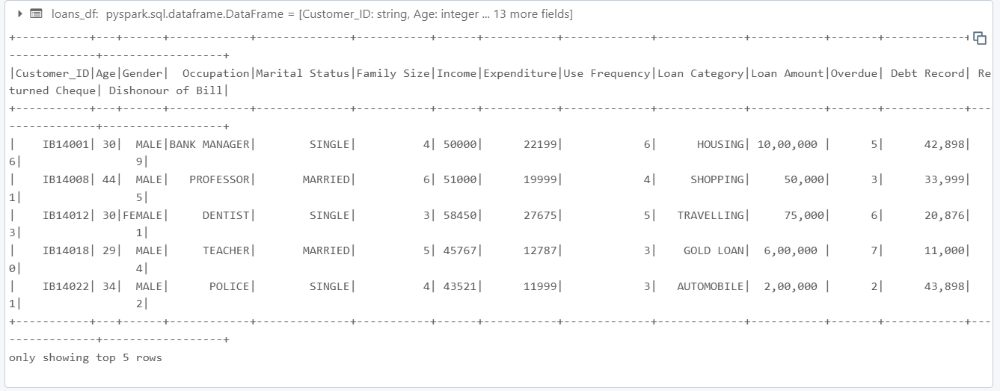 loans_df: pyspark.sql.dataframe.DataFrame = [Customer_ID: string, Age: integer ... 13 more fields]
+-----------+---+------+------------+--------------+-----------+------+-----------+-------------+-------------+-----------+-------+-------------+
-------------+------------------+
|Customer_ID|Age|Gender|  Occupation|Marital Status|Family Size|Income|Expenditure|Use Frequency|Loan Category|Loan Amount|Overdue| Debt Record| Re
turned Cheque| Dishonour of Bill|
+-----------+---+------+------------+--------------+-----------+------+-----------+-------------+-------------+-----------+-------+-------------+---
-------------+------------------+
|    IB14001| 30|  MALE|BANK MANAGER|        SINGLE|          4| 50000|      22199|            6|      HOUSING| 10,00,000 |      5|      42,898|
6|                 9|
|    IB14008| 44|  MALE|   PROFESSOR|       MARRIED|          6| 51000|      19999|            4|     SHOPPING|     50,000|      3|      33,999|
1|                 5|
|    IB14012| 30|FEMALE|     DENTIST|        SINGLE|          3| 58450|      27675|            5|   TRAVELLING|     75,000|      6|      20,876|
3|                 1|
|    IB14018| 29|  MALE|     TEACHER|       MARRIED|          5| 45767|      12787|            3|    GOLD LOAN|  6,00,000 |      7|      11,000|
0|                 4|
|    IB14022| 34|  MALE|      POLICE|        SINGLE|          4| 43521|      11999|            3|   AUTOMOBILE|  2,00,000 |      2|      43,898|
1|                 2|
+-----------+---+------+------------+--------------+-----------+------+-----------+-------------+-------------+-----------+-------+-------------+---
-------------+------------------+
only showing top 5 rows